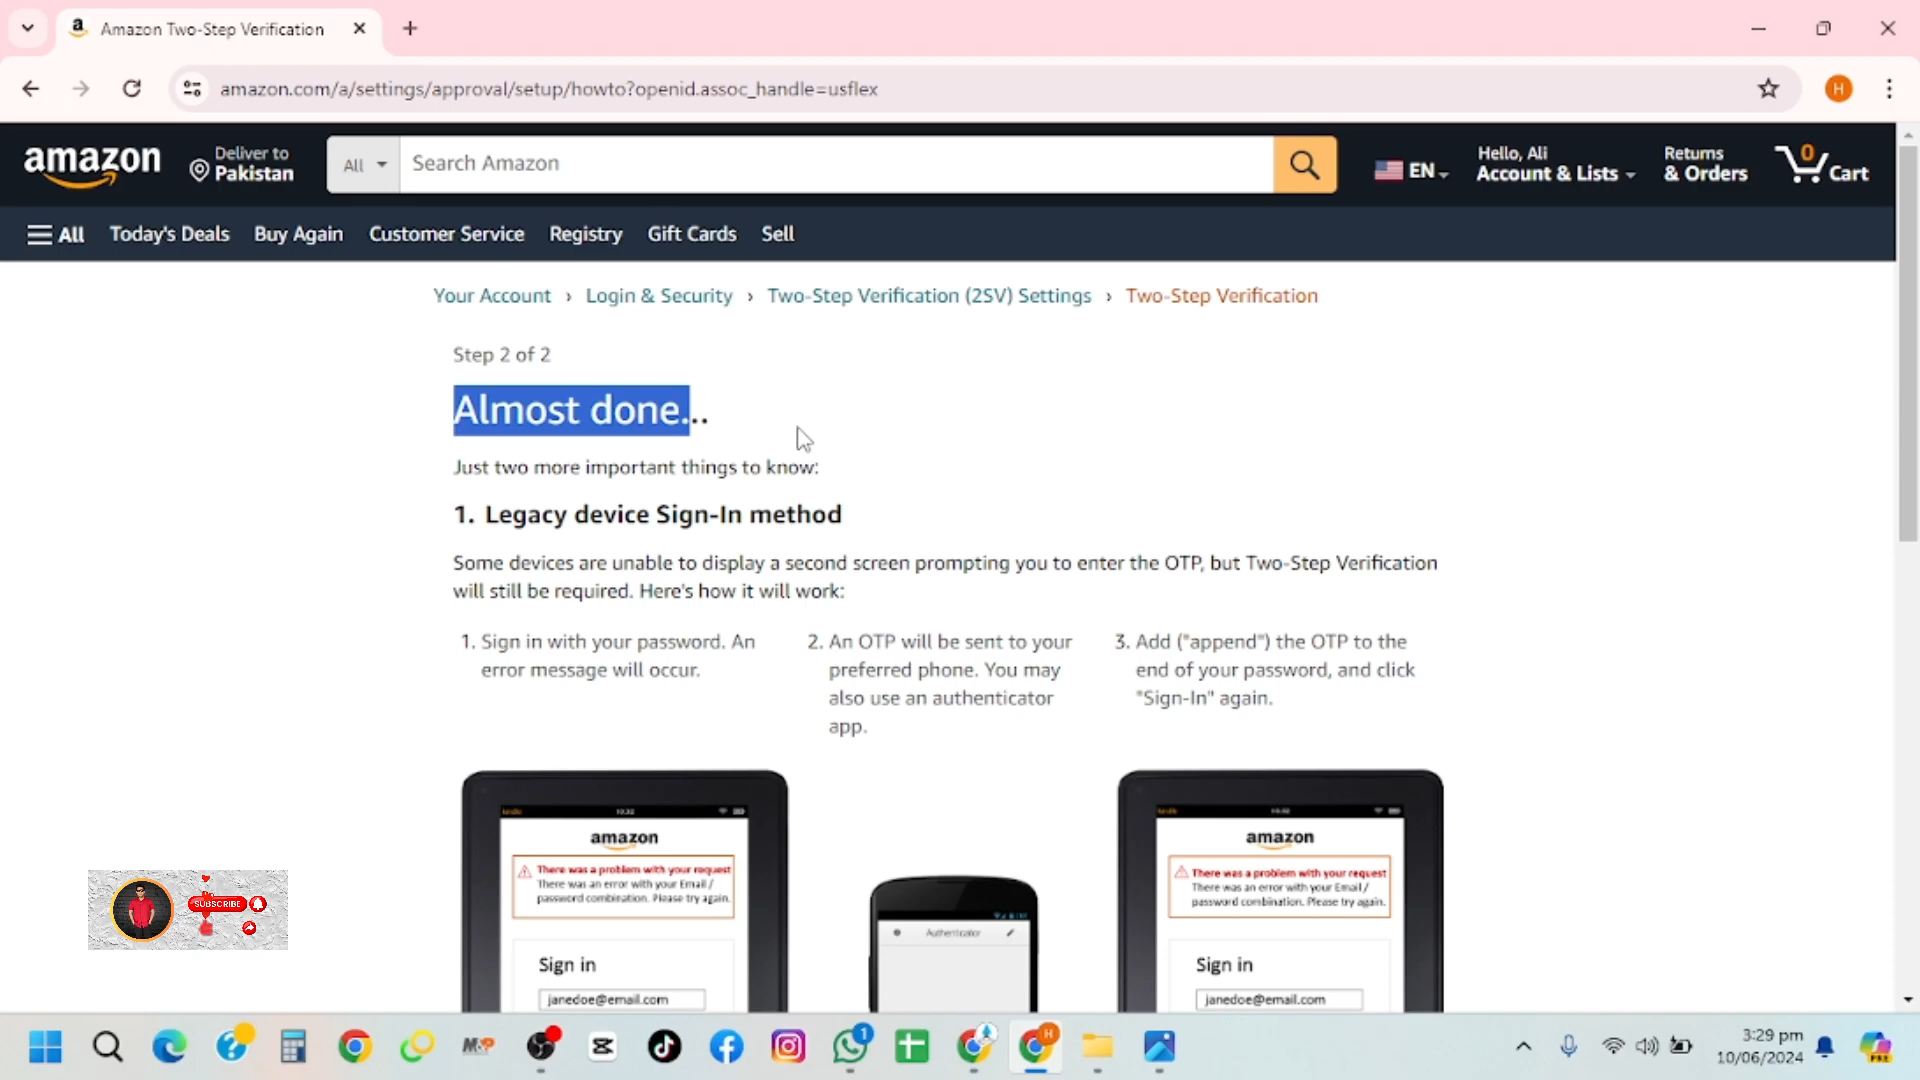 Amazon Two-Step Verification
amazon.com/a/settings/approval/setup/howto?openid.assoc_handle=usflex
H
amazon
Deliver to
Pakistan
All
Search Amazon
EN
Hello, Ali
Account & Lists
Returns
& Orders
0
Cart
All
Today's Deals
Buy Again
Customer Service
Registry
Gift Cards
Sell
Your Account › Login & Security › Two-Step Verification (2SV) Settings › Two-Step Verification
Step 2 of 2
Almost done...
Just two more important things to know:
1. Legacy device Sign-In method
Some devices are unable to display a second screen prompting you to enter the OTP, but Two-Step Verification
will still be required. Here's how it will work:
1. Sign in with your password. An
error message will occur.
2. An OTP will be sent to your
preferred phone. You may
also use an authenticator
app.
3. Add ("append") the OTP to the
end of your password, and click
"Sign-In" again.
amazon
There was a problem with your request
There was an error with your Email /
password combination. Please try again.
Sign in
janedoe@email.com
Authenticator
amazon
There was a problem with your request
There was an error with your Email /
password combination. Please try again.
Sign in
janedoe@email.com
SUBSCRIBE
1
H
3:29 pm
10/06/2024
PRE